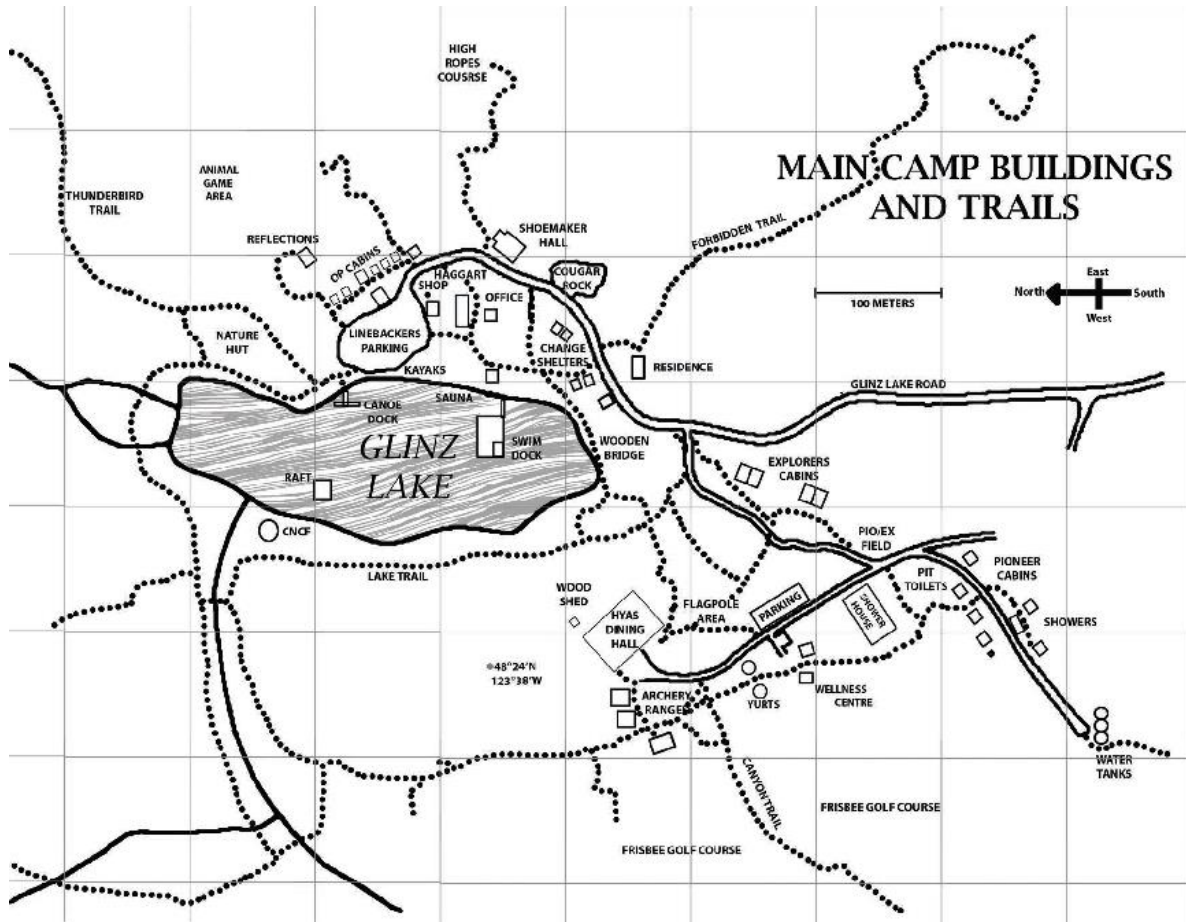 HIGH
ROPES
COUSRSE
MAIN CAMP BUILDINGS
AND TRAILS
ANIMAL
GAME
AREA
THUNDERBIRD
TRAIL
REFLECTIONS
OP CABINS
SHOEMAKER
HALL
FORBIDDEN TRAIL
HAGGART
SHOP
OFFICE
COUGAR
ROCK
East
North
South
West
100 METERS
NATURE
HUT
LINEBACKERS
PARKING
CHANGE
SHELTERS
RESIDENCE
KAYAKS
GLINZ LAKE ROAD
SAUNA
CANOE
DOCK
GLINZ
LAKE
SWIM
DOCK
WOODEN
BRIDGE
EXPLORERS
CABINS
RAFT
CNCF
PIO/EX
FIELD
LAKE TRAIL
PIT
TOILETS
PIONEER
CABINS
WOOD
SHED
FLAGPOLE
AREA
PARKING
SHOWER
HOUSE
HYAS
DINING
HALL
SHOWERS
48°24'N
123°38'W
ARCHERY
RANGE
YURTS
WELLNESS
CENTRE
WATER
TANKS
CANYON TRAIL
FRISBEE GOLF COURSE
FRISBEE GOLF COURSE